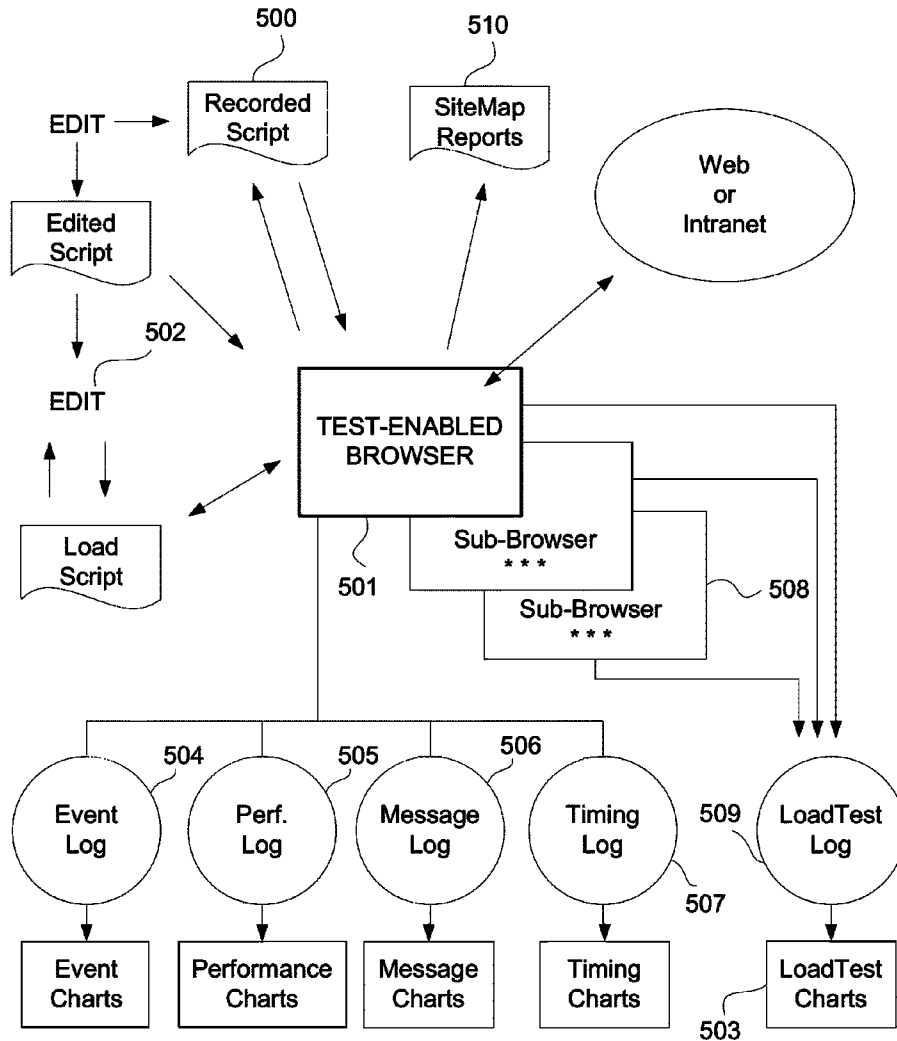 500
510
Recorded
Script
SiteMap
Reports
EDIT
Web
or
Intranet
Edited
Script
502
EDIT
TEST-ENABLED
BROWSER
Load
Script
501
Sub-Browser
* * *
508
Sub-Browser
* * *
504
505
506
Event
Log
Perf.
Log
Message
Log
Timing
Log
507
509
LoadTest
Log
Event
Charts
Performance
Charts
Message
Charts
Timing
Charts
503
LoadTest
Charts